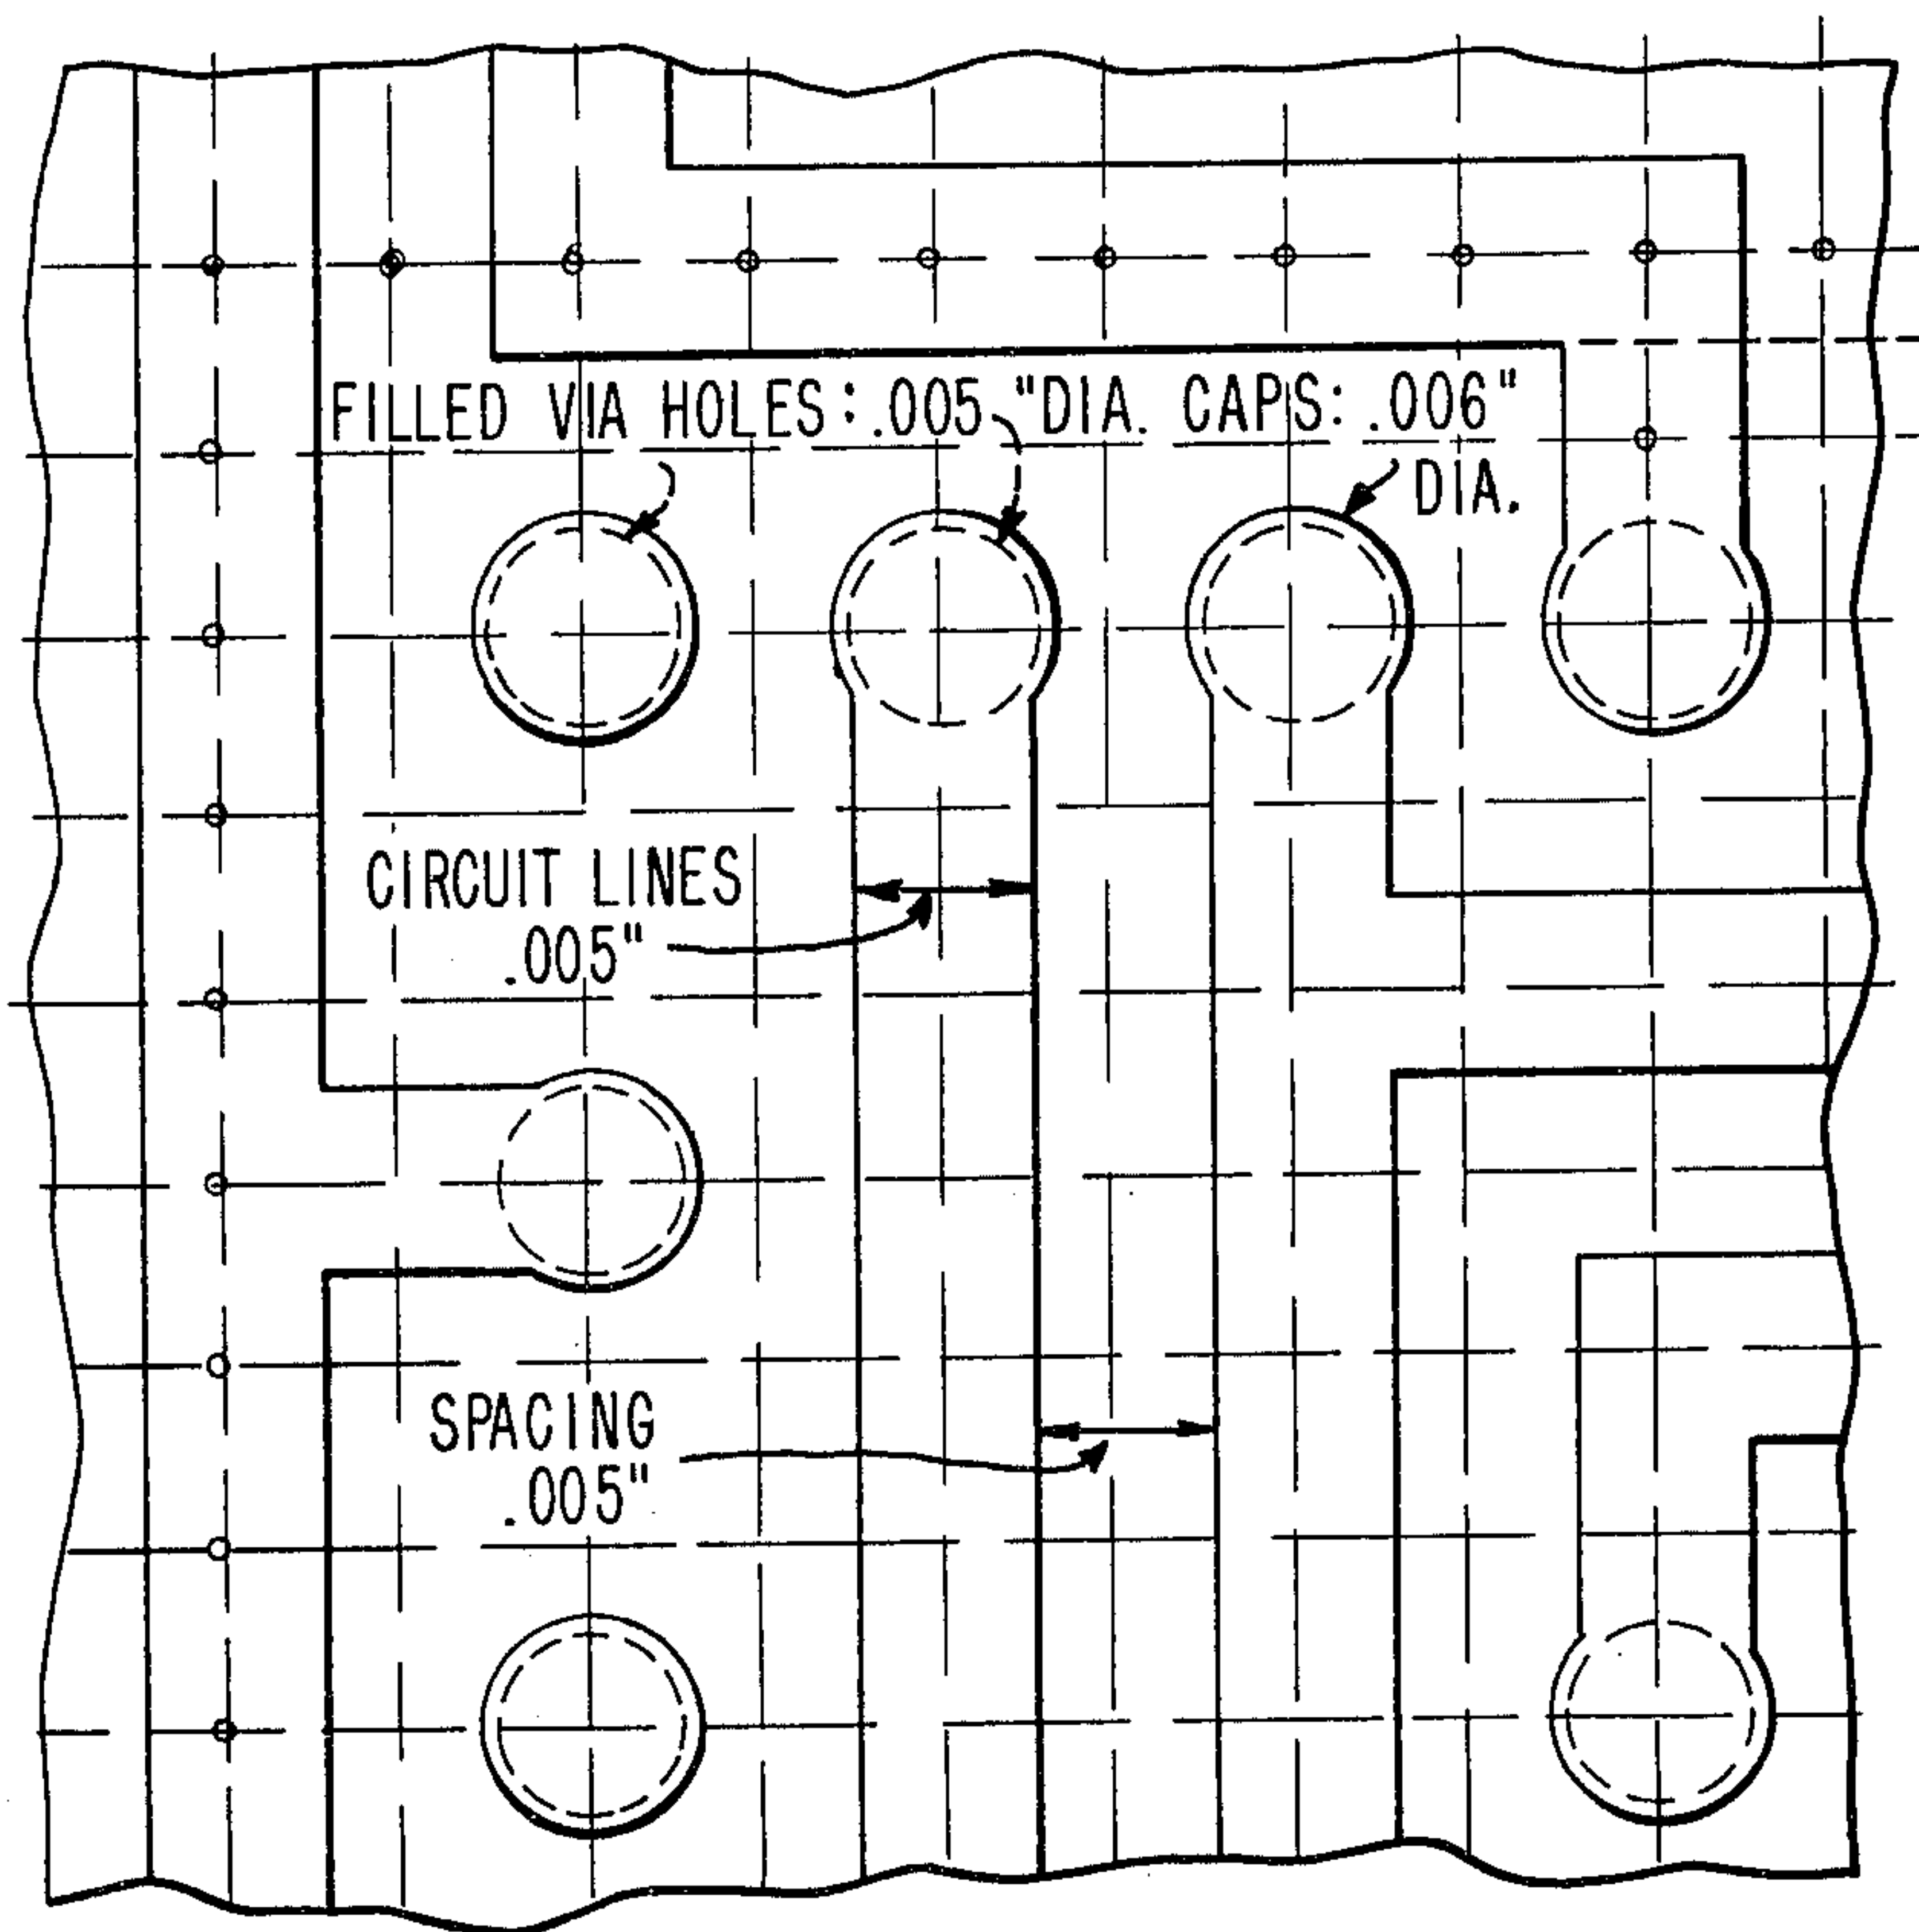 FILLED VIA HOLES: .005 "DIA. CAPS: .006"
DIA.
CIRCUIT LINES
.005"
SPACING
.005"